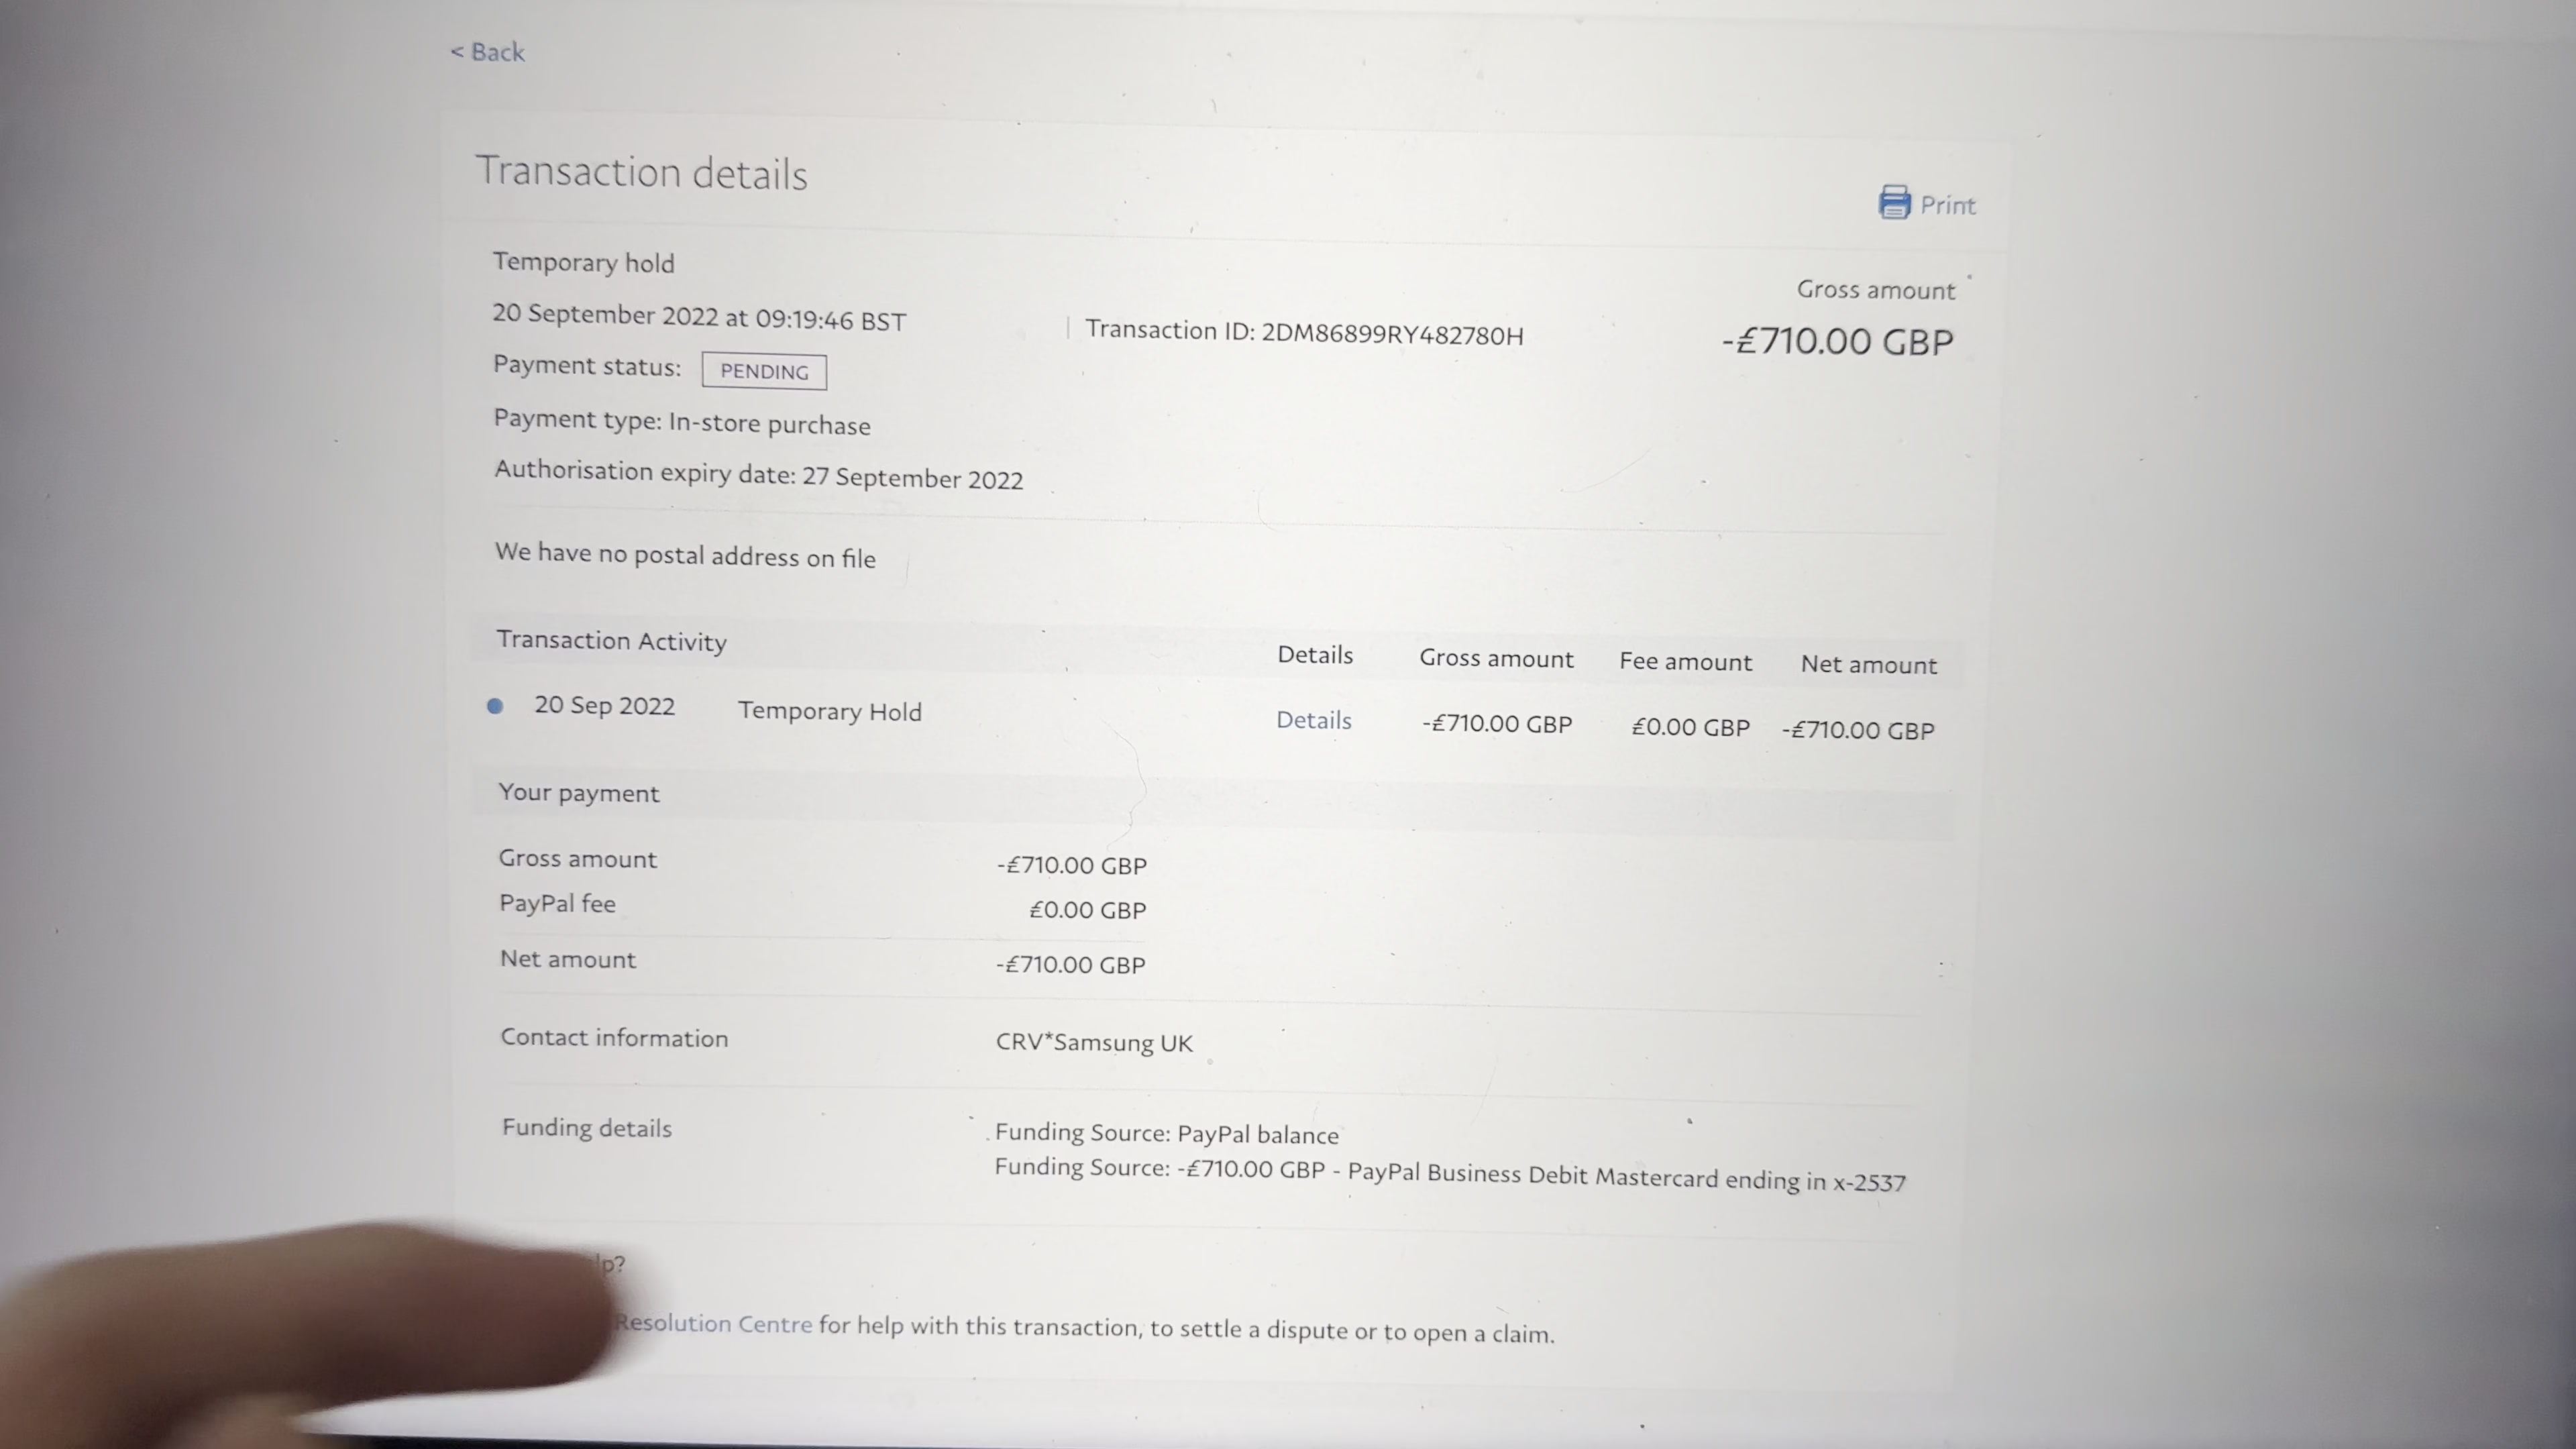 < Back
Transaction details
Print
Temporary hold
Gross amount
20 September 2022 at 09:19:46 BST
Transaction ID: 2DM86899RY482780H
-£710.00 GBP
Payment status: PENDING
Payment type: In-store purchase
Authorisation expiry date: 27 September 2022
We have no postal address on file
Transaction Activity Details Gross amount Fee amount Net amount
20 Sep 2022 Temporary Hold Details -£710.00 GBP £0.00 GBP -£710.00 GBP
Your payment
Gross amount -£710.00 GBP
PayPal fee £0.00 GBP
Net amount -£710.00 GBP
Contact information CRV*Samsung UK
Funding details Funding Source: PayPal balance
Funding Source: -£710.00 GBP - PayPal Business Debit Mastercard ending in x-2537
Resolution Centre for help with this transaction, to settle a dispute or to open a claim.